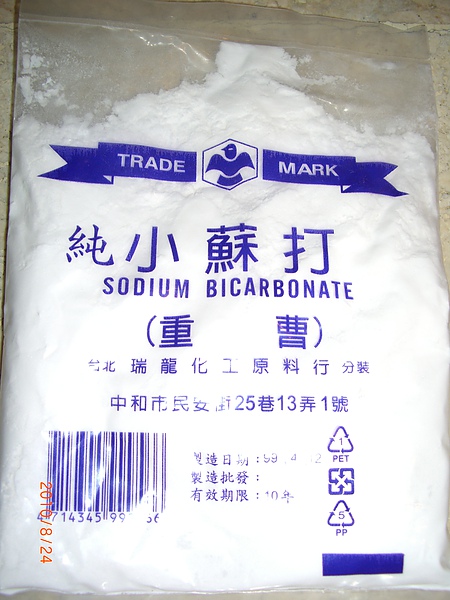 TRADE MARK
純小蘇打
SODIUM BICARBONATE
(重曹)
台北 瑞龍化工原料行 分裝
中和市民安街25巷13弄1號
製造日期:99
製造批發:
有效期限:10年
1
PET
5
PP
2010/8/24